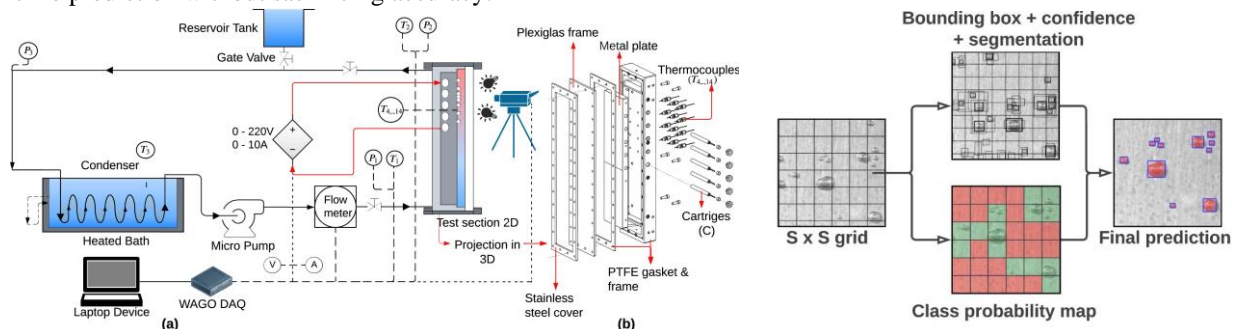 Reservoir Tank
Gate Valve
P3
T2
P2
0 - 220V
0 - 10A
+
−
T4...14
Condenser
T3
Heated Bath
Micro Pump
Flow
meter
P1
T1
Test section 2D
Projection in
3D
V
A
Laptop Device
WAGO DAQ
(a)
Plexiglas frame
Metal plate
Thermocouples
(T4...14)
Cartriges
(C)
PTFE gasket &
frame
Stainless
steel cover
(b)
Bounding box + confidence
+ segmentation
S x S grid
Class probability map
Final prediction